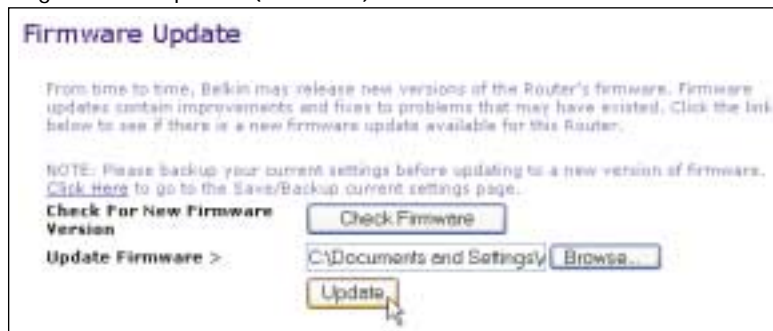 Firmware Update
From time to time, Belkin may release new versions of the Router's firmware. Firmware
updates contain improvements and fixes to problems that may have existed. Click the link
below to see if there is a new firmware update available for this Router.
NOTE: Please backup your current settings before updating to a new version of firmware.
Click Here to go to the Save/Backup current settings page.
Check For New Firmware
Version
Check Firmware
Update Firmware >
C:\Documents and Settings\
Browse...
Update